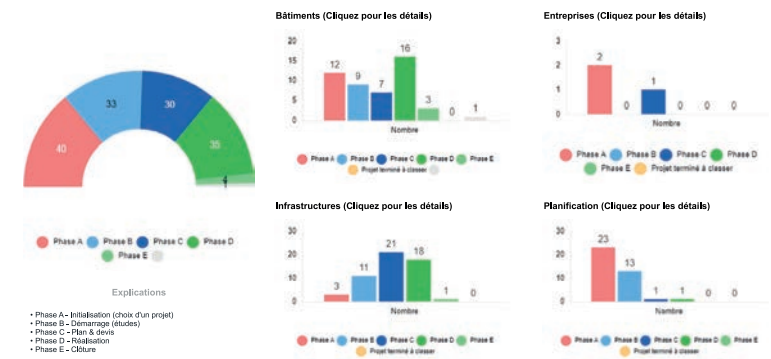 33
30
40
35
4
Phase A Phase B Phase C Phase D
Phase E
Explications
• Phase A - Initialisation (choix d'un projet)
• Phase B - Démarrage (études)
• Phase C - Plan & devis
• Phase D - Réalisation
• Phase E - Clôture
Bâtiments (Cliquez pour les détails)
20
15
10
5
0
12
9
7
16
3
0
1
Nombre
Phase A Phase B Phase C Phase D Phase E
Projet terminé à classer
Entreprises (Cliquez pour les détails)
3
2
1
0
2
0
1
0
0
0
Nombre
Phase A Phase B Phase C Phase D
Phase E Projet terminé à classer
Infrastructures (Cliquez pour les détails)
30
20
10
0
3
11
21
18
1
0
Nombre
Phase A Phase B Phase C Phase D Phase E
Projet terminé à classer
Planification (Cliquez pour les détails)
30
20
10
0
23
13
1
1
0
0
Nombre
Phase A Phase B Phase C Phase D Phase E
Projet terminé à classer